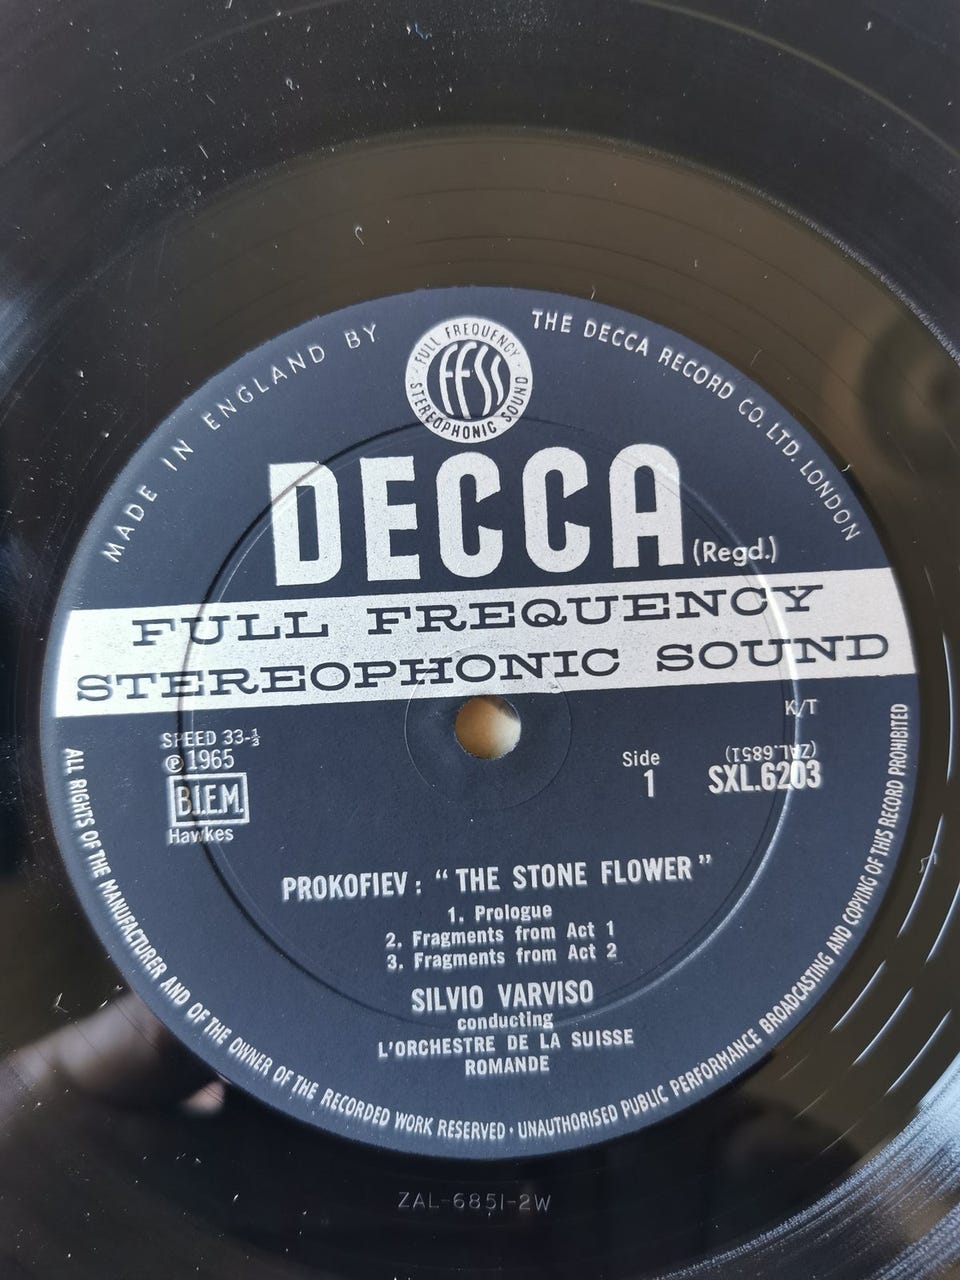 MADE IN ENGLAND BY
THE DECCA RECORD CO. LTD. LONDON
FULL FREQUENCY
ffss
STEREOPHONIC SOUND
DECCA (Regd.)
FULL FREQUENCY
STEREOPHONIC SOUND
K/T
SPEED 33-⅓
℗ 1965
B.I.E.M.
Hawkes
Side
1
(ZAL.6851)
SXL.6203
PROKOFIEV: “THE STONE FLOWER”
1. Prologue
2. Fragments from Act 1
3. Fragments from Act 2
SILVIO VARVISO
conducting
L'ORCHESTRE DE LA SUISSE
ROMANDE
ALL RIGHTS OF THE MANUFACTURER AND OF THE OWNER OF THE RECORDED WORK RESERVED · UNAUTHORISED PUBLIC PERFORMANCE BROADCASTING AND COPYING OF THIS RECORD PROHIBITED
ZAL-6851-2W